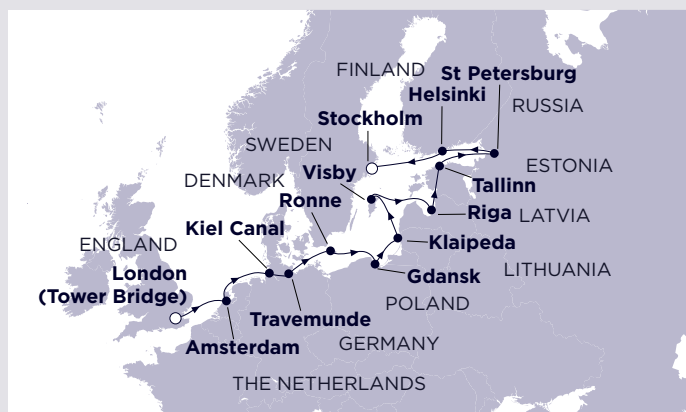 FINLAND
St Petersburg
Helsinki
RUSSIA
Stockholm
SWEDEN
ESTONIA
Visby
DENMARK
Tallinn
Ronne
Riga
LATVIA
Kiel Canal
ENGLAND
Klaipeda
London
(Tower Bridge)
LITHUANIA
Gdansk
POLAND
Travemunde
GERMANY
Amsterdam
THE NETHERLANDS